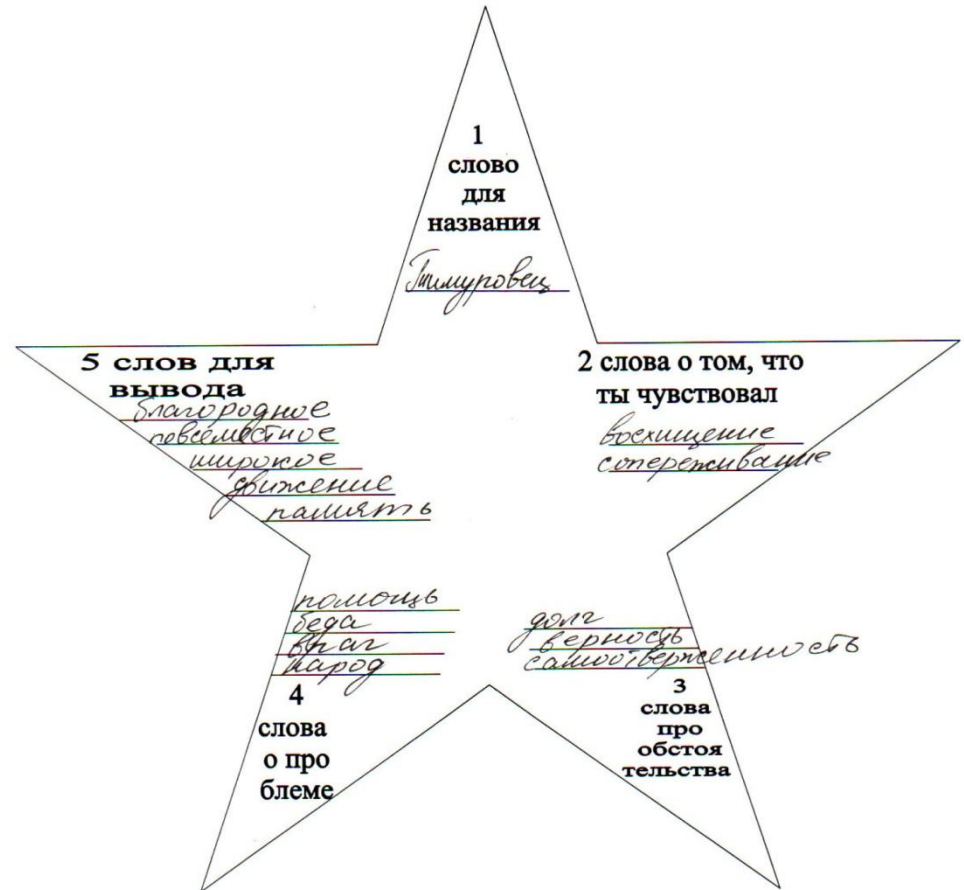 1
слово
для
названия
Тимуровец
5 слов для
вывода
благородное
повсеместное
широкое
движение
память
2 слова о том, что
ты чувствовал
восхищение
сопереживание
помощь
беда
враг
народ
4
слова
о про
блеме
долг
верность
самоотверженность
3
слова
про
обстоя
тельства